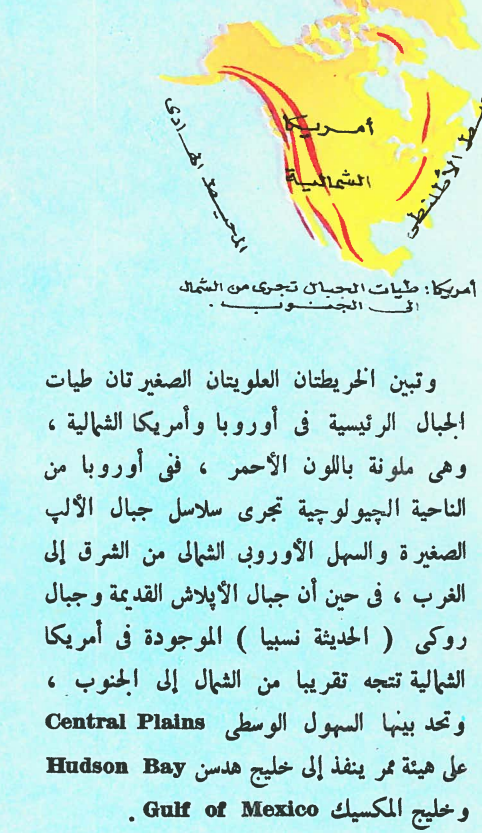 أمريكا
الشمالية
المحيط الهادى
الأطلنطى
أمريكا: طيات الجبال تجرى من الشمال
الى الجنوب .
وتبين الخريطتان العلويتان الصغيرتان طيات
الجبال الرئيسية فى أوروبا وأمريكا الشمالية ،
وهى ملونة باللون الأحمر ، ففى أوروبا من
الناحية الچيولوچية تجرى سلاسل جبال الألپ
الصغيرة والسهل الأوروبى الشمالى من الشرق إلى
الغرب ، فى حين أن جبال الأپلاش القديمة وجبال
روكى ( الحديثة نسبيا ) الموجودة فى أمريكا
الشمالية تتجه تقريبا من الشمال إلى الجنوب ،
وتحد بينها السهول الوسطى Central Plains
على هيئة ممر ينفذ إلى خليج هدسن Hudson Bay
وخليج المكسيك Gulf of Mexico .